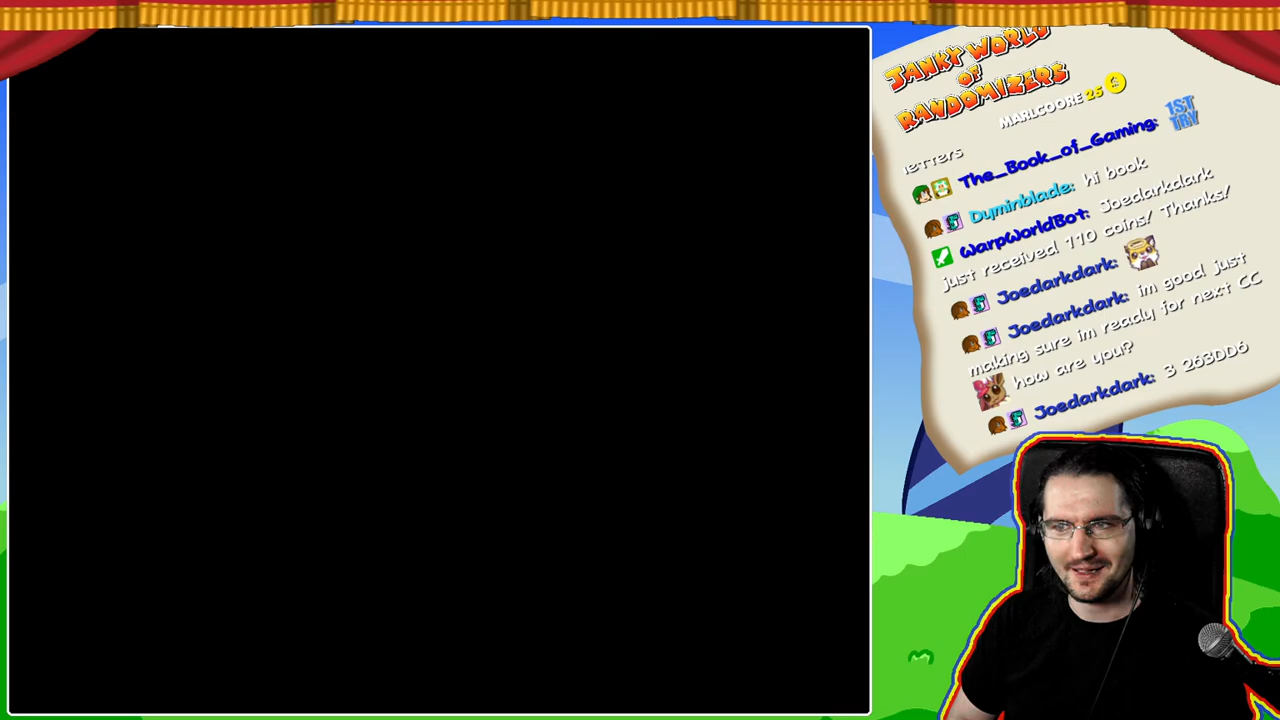 JANKY WORLD
OF
RANDOMIZERS
MARLCOORE 25
The_Book_of_Gaming: 1ST TRY
Dyminblade: hi book
WarpWorldBot: Joedarkdark
just received 110 coins! Thanks!
Joedarkdark:
Joedarkdark: im good just
making sure im ready for next CC
how are you?
Joedarkdark: 3 263DD6